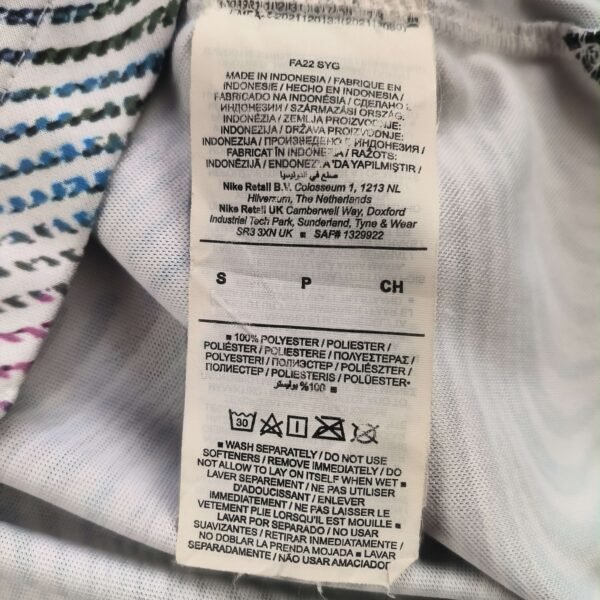 FA22 SYG
MADE IN INDONESIA / FABRIQUE EN
INDONESIE / HECHO EN INDONESIA /
FABRICADO NA INDONÉSIA / СДЕЛАНО В
ИНДОНЕЗИИ / SZÁRMAZÁSI ORSZÁG:
INDONÉZIA / ZEMLJA PROIZVODNJE:
INDONEZIJA / DRŽAVA PROIZVODNJE:
INDONEZIJA / ПРОИЗВЕДЕНО В ИНДОНЕЗИЯ /
FABRICAT ÎN INDONEZIA / RAŽOTS:
INDONĒZIJĀ / ENDONEZYA'DA YAPILMIŞTIR /
صنع في اندونيسيا
Nike Retail B.V. Colosseum 1, 1213 NL
Hilversum, The Netherlands
Nike Retail UK Camberwell Way, Doxford
Industrial Tech Park, Sunderland, Tyne & Wear
SR3 3XN UK ■ SAP# 1329922
S P CH
■ 100% POLYESTER / POLIESTER /
POLIÉSTER / POLIESTERE / ΠΟΛΥΕΣΤΕΡΑΣ /
POLYESTERI / ПОЛИЭСТЕР / POLIÉSZTER /
ПОЛИЕСТЕР / POLIESTERIS / POLÜESTER
100% بوليستر ■
30
■ WASH SEPARATELY / DO NOT USE
SOFTENERS / REMOVE IMMEDIATELY / DO
NOT ALLOW TO LAY ON ITSELF WHEN WET ■
LAVER SEPAREMENT / NE PAS UTILISER
D'ADOUCISSANT / ENLEVER
IMMEDIATEMENT / NE PAS LAISSER LE
VETEMENT PLIE LORSQU'IL EST MOUILLE ■
LAVAR POR SEPARADO / NO USAR
SUAVIZANTES / RETIRAR INMEDIATAMENTE /
NO DOBLAR LA PRENDA MOJADA ■ LAVAR
SEPARADAMENTE / NÃO USAR AMACIADOR